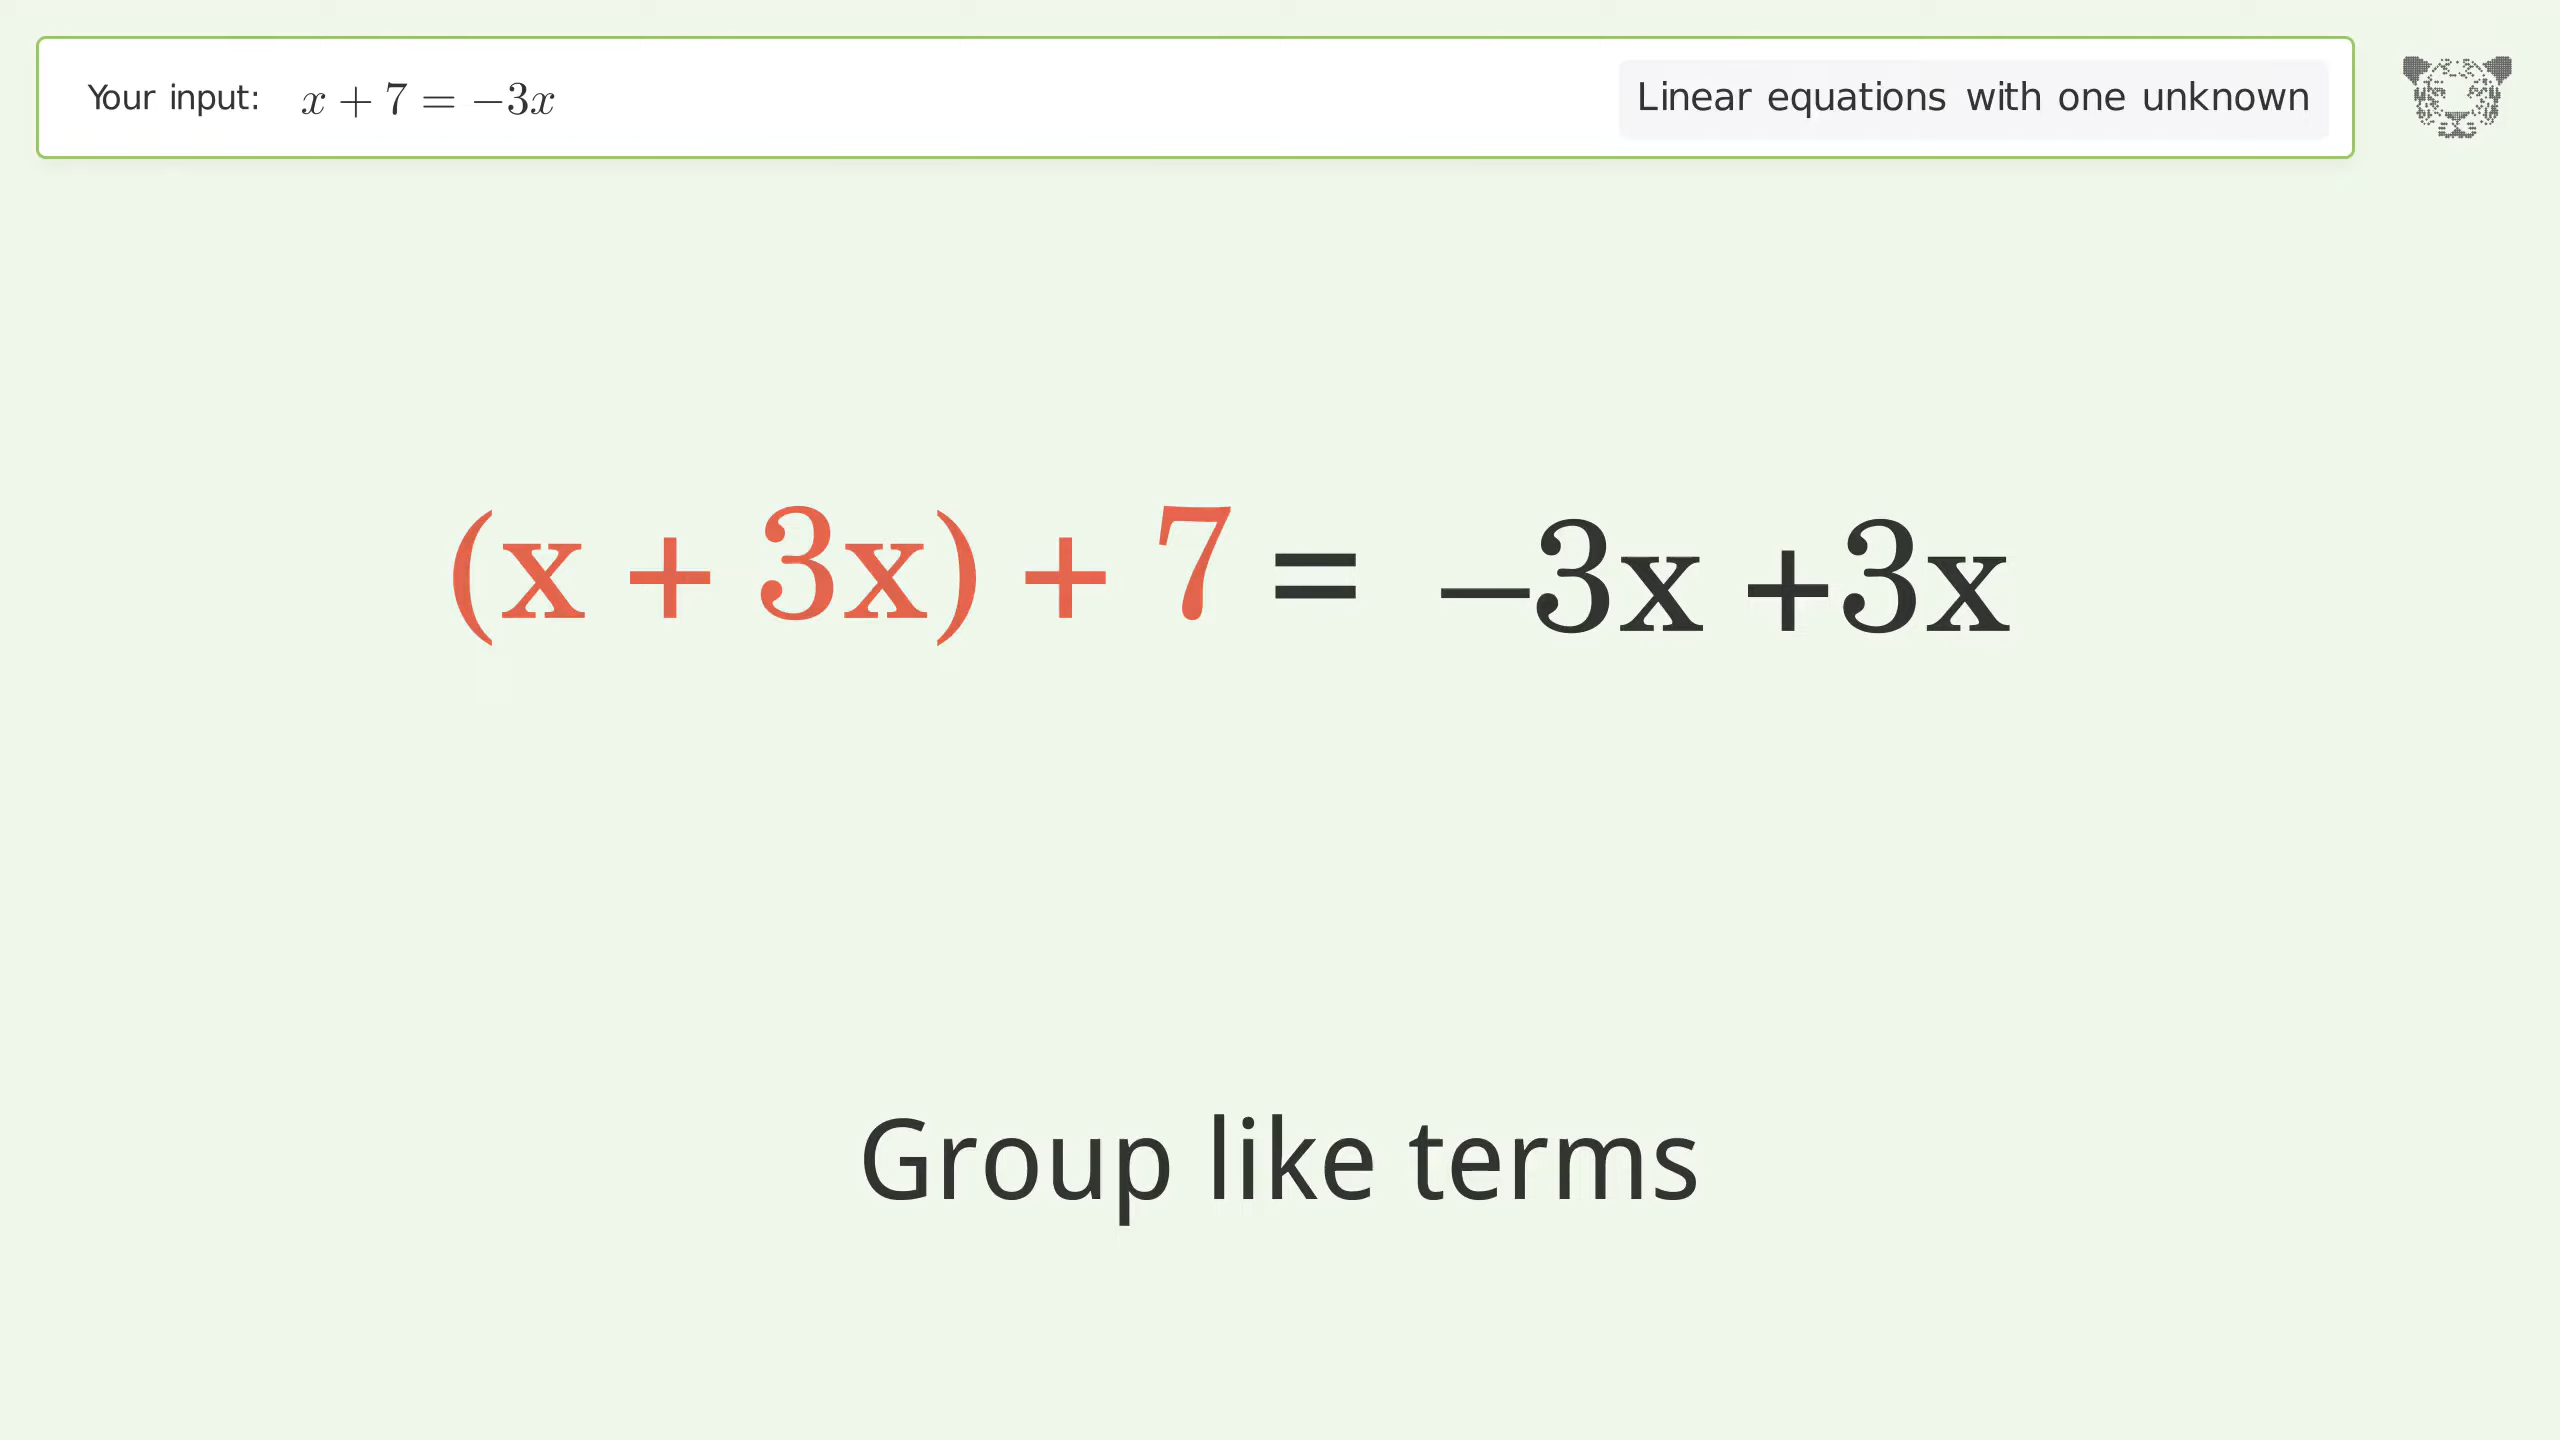 Your input: x + 7 = −3x Linear equations with one unknown
(x + 3x) + 7 = −3x +3x
Group like terms